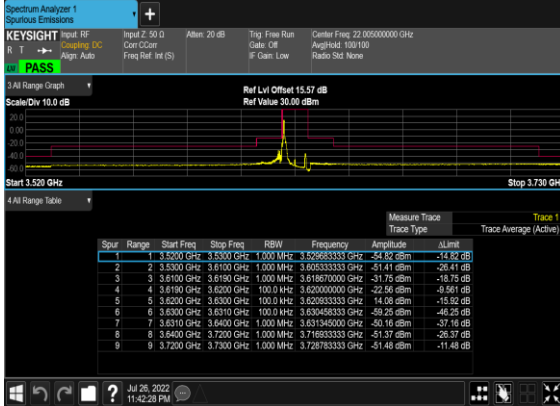 Spectrum Analyzer 1
Spurious Emissions
KEYSIGHT Input: RF Input Z: 50 Ω Atten: 20 dB Trig: Free Run Center Freq: 22.005000000 GHz
R T Coupling: DC Corr CCorr Gate: Off Avg|Hold: 100/100
Align: Auto Freq Ref: Int (S) IF Gain: Low Radio Std: None
PASS
3 All Range Graph
Ref Lvl Offset 15.57 dB
Scale/Div 10.0 dB Ref Value 30.00 dBm
20.0
0.00
-20.0
-40.0
-60.0
Start 3.520 GHz Stop 3.730 GH
4 All Range Table
Measure Trace Trace 1
Trace Type Trace Average (Active)
Spur Range Start Freq Stop Freq RBW Frequency Amplitude ΔLimit
1 1 3.5200 GHz 3.5300 GHz 1.000 MHz 3.529683333 GHz -54.82 dBm -14.82 dB
2 2 3.5300 GHz 3.6100 GHz 1.000 MHz 3.605333333 GHz -51.41 dBm -26.41 dB
3 3 3.6100 GHz 3.6190 GHz 1.000 MHz 3.618670000 GHz -31.75 dBm -18.75 dB
4 4 3.6190 GHz 3.6200 GHz 100.0 kHz 3.620000000 GHz -22.56 dBm -9.561 dB
5 5 3.6200 GHz 3.6300 GHz 100.0 kHz 3.620933333 GHz 14.08 dBm -15.92 dB
6 6 3.6300 GHz 3.6310 GHz 100.0 kHz 3.630458333 GHz -59.25 dBm -46.25 dB
7 7 3.6310 GHz 3.6400 GHz 1.000 MHz 3.631345000 GHz -50.16 dBm -37.16 dB
8 8 3.6400 GHz 3.7200 GHz 1.000 MHz 3.716933333 GHz -51.37 dBm -26.37 dB
9 9 3.7200 GHz 3.7300 GHz 1.000 MHz 3.728783333 GHz -51.48 dBm -11.48 dB
Jul 26, 2022
11:42:28 PM